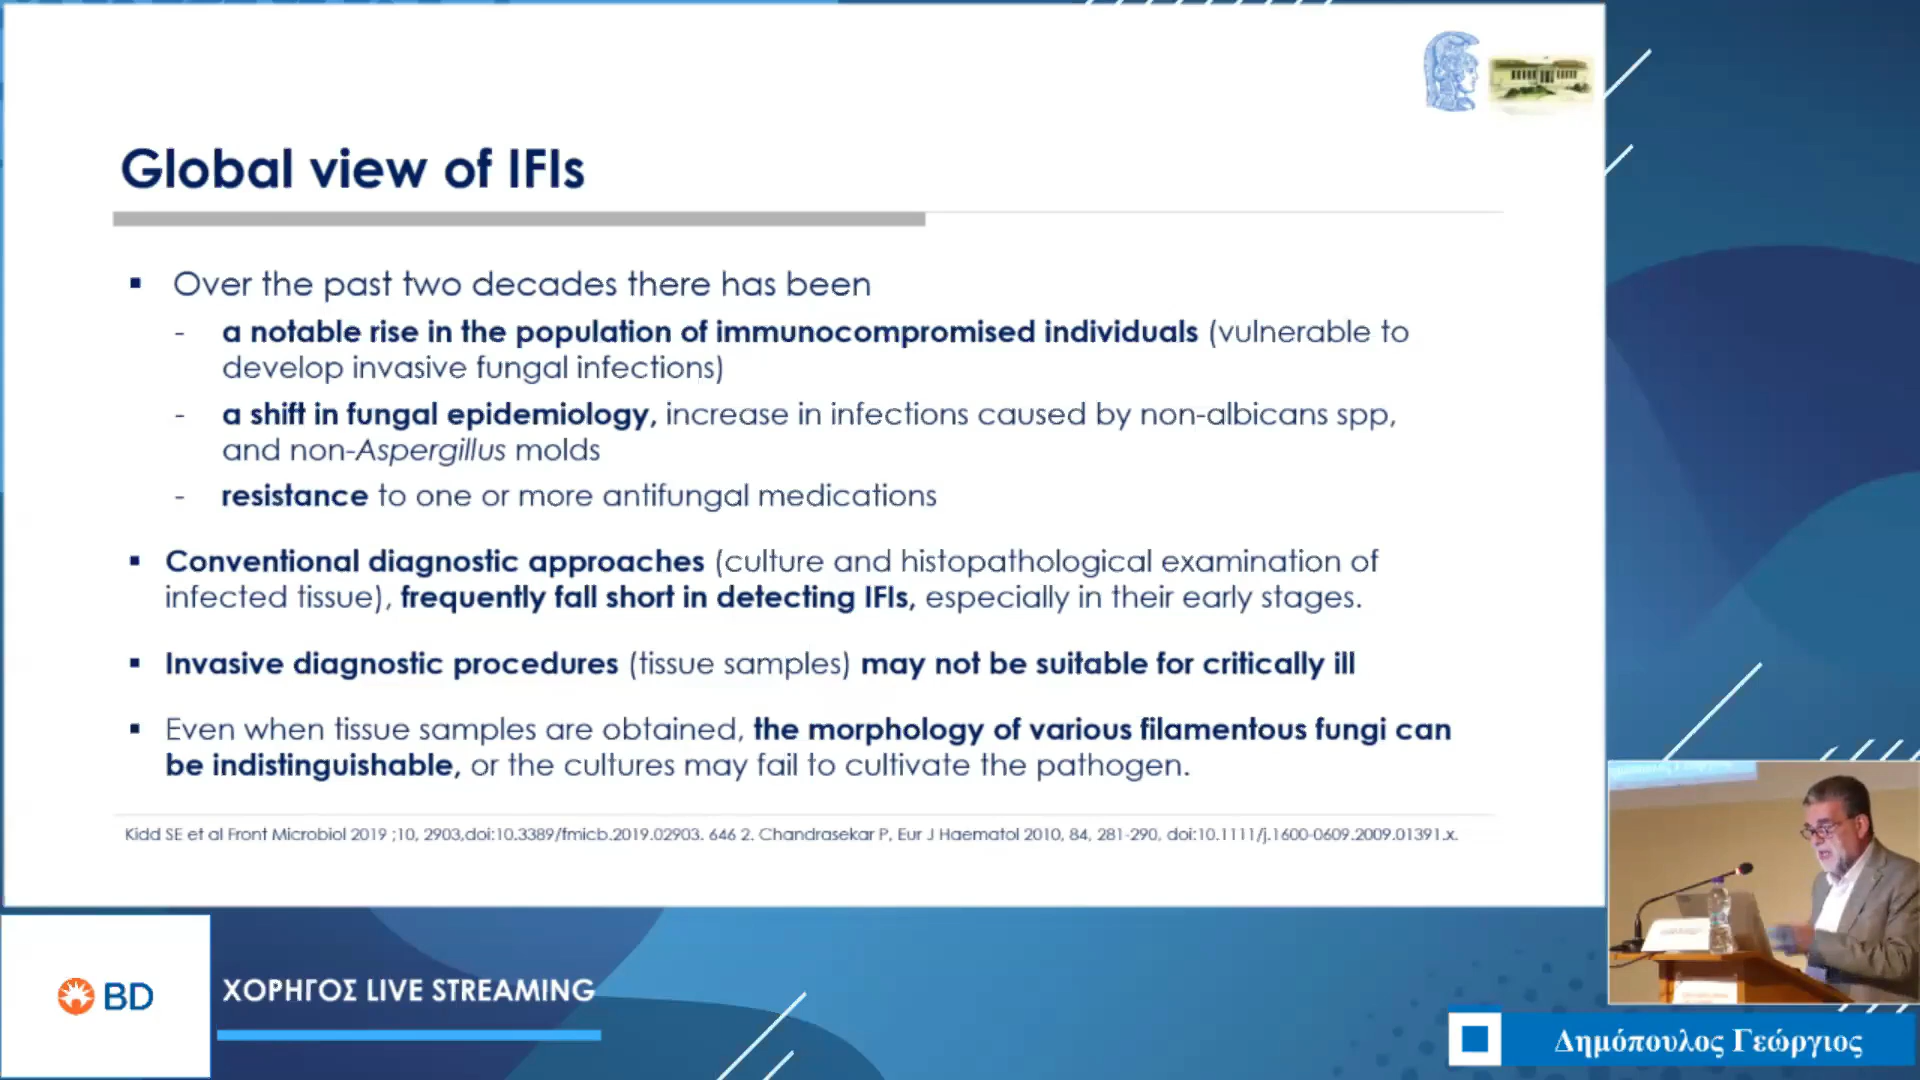 Global view of IFIs
▪ Over the past two decades there has been
- a notable rise in the population of immunocompromised individuals (vulnerable to
develop invasive fungal infections)
- a shift in fungal epidemiology, increase in infections caused by non-albicans spp,
and non-Aspergillus molds
- resistance to one or more antifungal medications
▪ Conventional diagnostic approaches (culture and histopathological examination of
infected tissue), frequently fall short in detecting IFIs, especially in their early stages.
▪ Invasive diagnostic procedures (tissue samples) may not be suitable for critically ill
▪ Even when tissue samples are obtained, the morphology of various filamentous fungi can
be indistinguishable, or the cultures may fail to cultivate the pathogen.
Kidd SE et al Front Microbiol 2019 ;10, 2903,doi:10.3389/fmicb.2019.02903. 646 2. Chandrasekar P, Eur J Haematol 2010, 84, 281-290, doi:10.1111/j.1600-0609.2009.01391.x.
BD
ΧΟΡΗΓΟΣ LIVE STREAMING
Δημόπουλος Γεώργιος